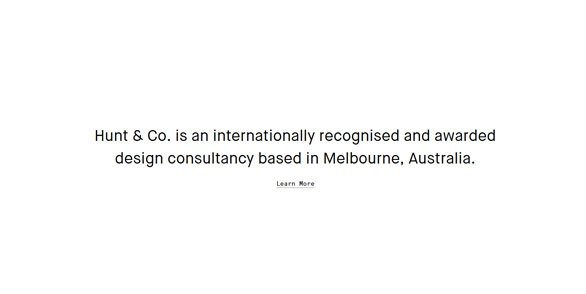 Hunt & Co. is an internationally recognised and awarded
design consultancy based in Melbourne, Australia.
Learn More